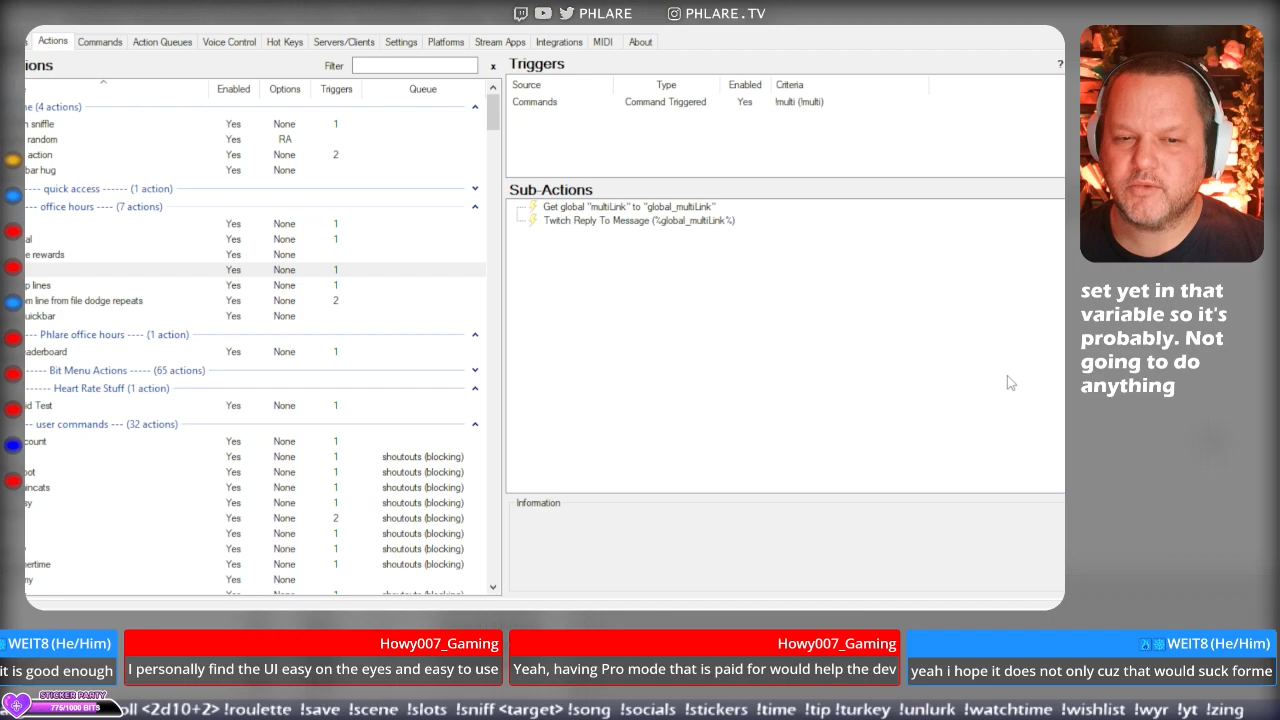 PHLARE PHLARE.TV
Actions Commands Action Queues Voice Control Hot Keys Servers/Clients Settings Platforms Stream Apps Integrations MIDI About
ions Filter x
Enabled Options Triggers Queue
ne (4 actions)
n sniffle Yes None 1
random Yes RA
action Yes None 2
bar hug Yes None
---- quick access ------ (1 action)
office hours ---- (7 actions)
Yes None 1
al Yes None 1
e rewards Yes None
Yes None 1
p lines Yes None 1
m line from file dodge repeats Yes None 2
uickbar Yes None
--- Phlare office hours ---- (1 action)
eaderboard Yes None 1
------- Bit Menu Actions ---- (65 actions)
-------- Heart Rate Stuff (1 action)
d Test Yes None 1
--- user commands --- (32 actions)
count Yes None 1
Yes None 1 shoutouts (blocking)
oot Yes None 1 shoutouts (blocking)
incats Yes None 1 shoutouts (blocking)
sy Yes None 1 shoutouts (blocking)
Yes None 2 shoutouts (blocking)
Yes None 1 shoutouts (blocking)
Yes None 1 shoutouts (blocking)
nertime Yes None 1 shoutouts (blocking)
ny Yes None
Triggers ?
Source Type Enabled Criteria
Commands Command Triggered Yes !multi (!multi)
Sub-Actions
Get global "multiLink" to "global_multiLink"
Twitch Reply To Message (%global_multiLink%)
Information
set yet in that
variable so it's
probably. Not
going to do
anything
WEIT8 (He/Him)
it is good enough
Howy007_Gaming
I personally find the UI easy on the eyes and easy to use
Howy007_Gaming
Yeah, having Pro mode that is paid for would help the dev
WEIT8 (He/Him)
yeah i hope it does not only cuz that would suck forme
STICKER PARTY
775/1000 BITS
oll <2d10+2> !roulette !save !scene !slots !sniff <target> !song !socials !stickers !time !tip !turkey !unlurk !watchtime !wishlist !wyr !yt !zing